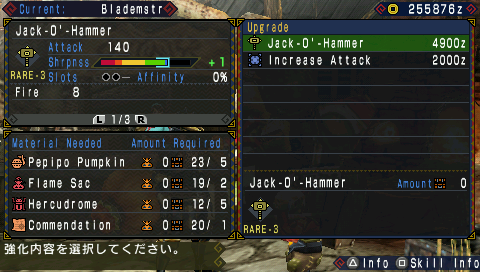 Current: Blademstr
255876z
Jack-O'-Hammer
Attack 140
Shrpnss +1
RARE-3
Slots ●●― Affinity 0%
Fire 8
L 1/3 R
Material Needed Amount Required
Pepipo Pumpkin 0 23/ 5
Flame Sac 0 19/ 2
Hercudrome 0 12/ 5
Commendation 0 20/ 1
Upgrade
Jack-O'-Hammer 4900z
Increase Attack 2000z
Jack-O'-Hammer Amount 0
RARE-3
強化内容を選択してください。
△ Info □ Skill Info